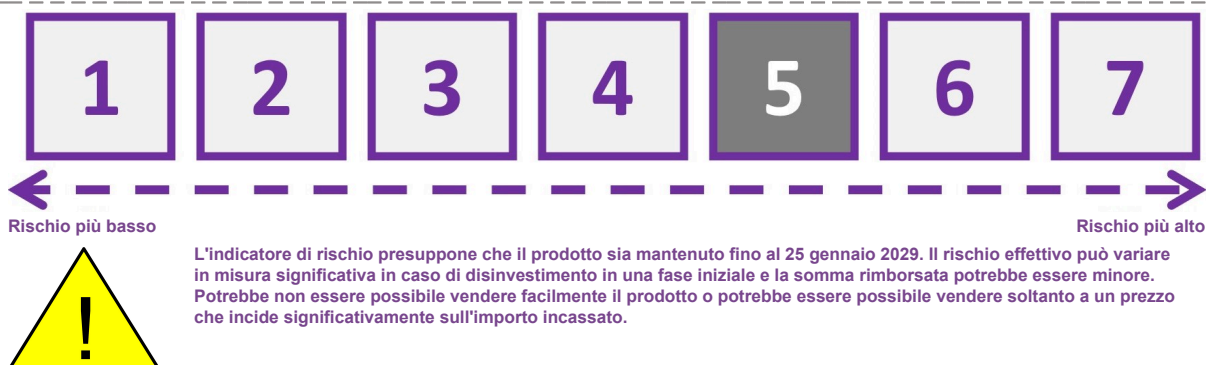 1 2 3 4 5 6 7
Rischio più basso Rischio più alto
L'indicatore di rischio presuppone che il prodotto sia mantenuto fino al 25 gennaio 2029. Il rischio effettivo può variare
in misura significativa in caso di disinvestimento in una fase iniziale e la somma rimborsata potrebbe essere minore.
Potrebbe non essere possibile vendere facilmente il prodotto o potrebbe essere possibile vendere soltanto a un prezzo
che incide significativamente sull'importo incassato.
!